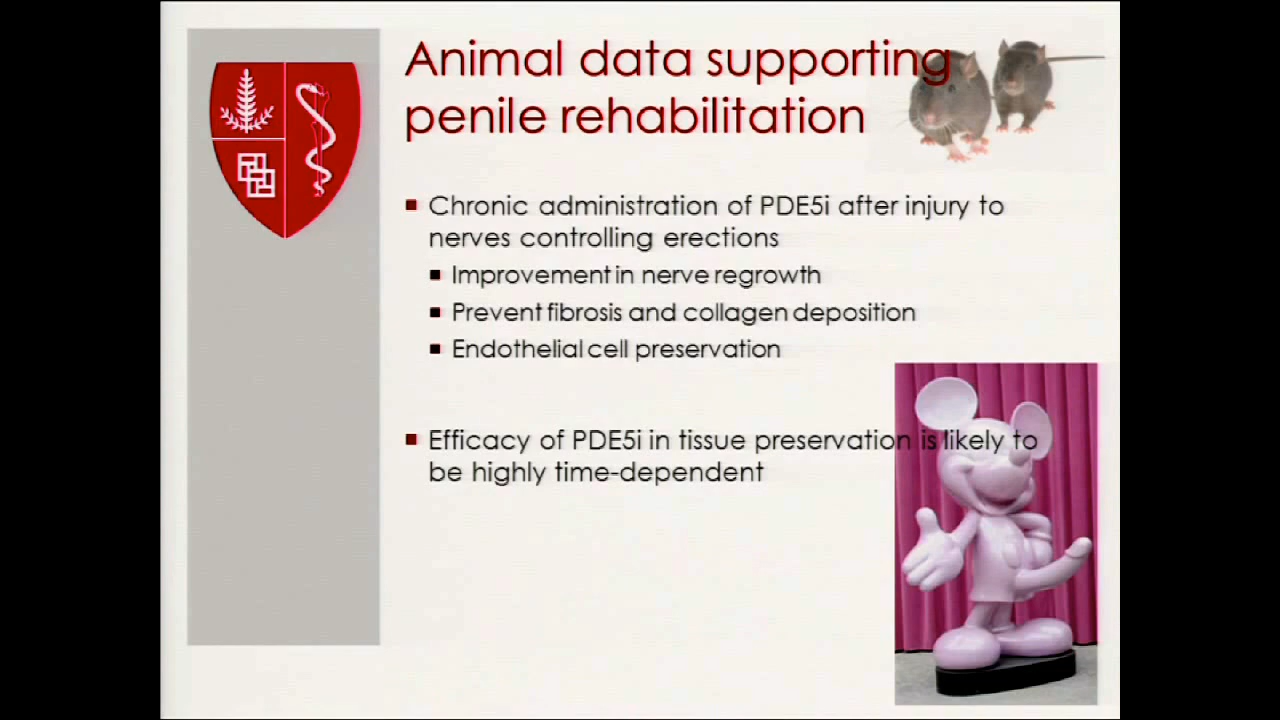 Animal data supporting
penile rehabilitation
Chronic administration of PDE5i after injury to
nerves controlling erections
Improvement in nerve regrowth
Prevent fibrosis and collagen deposition
Endothelial cell preservation
Efficacy of PDE5i in tissue preservation is likely to
be highly time-dependent